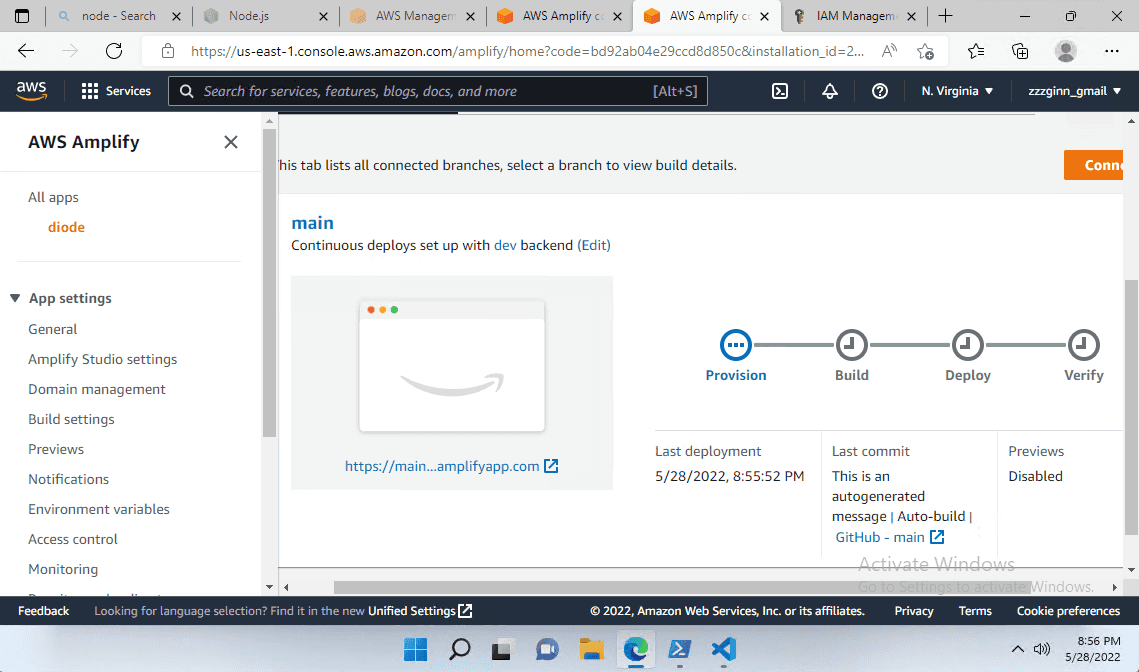 node - Search
Node.js
AWS Managem
AWS Amplify co
AWS Amplify co
IAM Managem
https://us-east-1.console.aws.amazon.com/amplify/home?code=bd92ab04e29ccd8d850c&installation_id=2...
aws
Services
Search for services, features, blogs, docs, and more
[Alt+S]
N. Virginia
zzzginn_gmail
AWS Amplify
All apps
diode
App settings
General
Amplify Studio settings
Domain management
Build settings
Previews
Notifications
Environment variables
Access control
Monitoring
his tab lists all connected branches, select a branch to view build details.
Conne
main
Continuous deploys set up with dev backend (Edit)
https://main...amplifyapp.com
Provision
Build
Deploy
Verify
Last deployment
5/28/2022, 8:55:52 PM
Last commit
This is an
autogenerated
message | Auto-build |
GitHub - main
Previews
Disabled
Activate Windows
Go to Settings to activate Windows.
Feedback
Looking for language selection? Find it in the new Unified Settings
© 2022, Amazon Web Services, Inc. or its affiliates.
Privacy
Terms
Cookie preferences
8:56 PM
5/28/2022